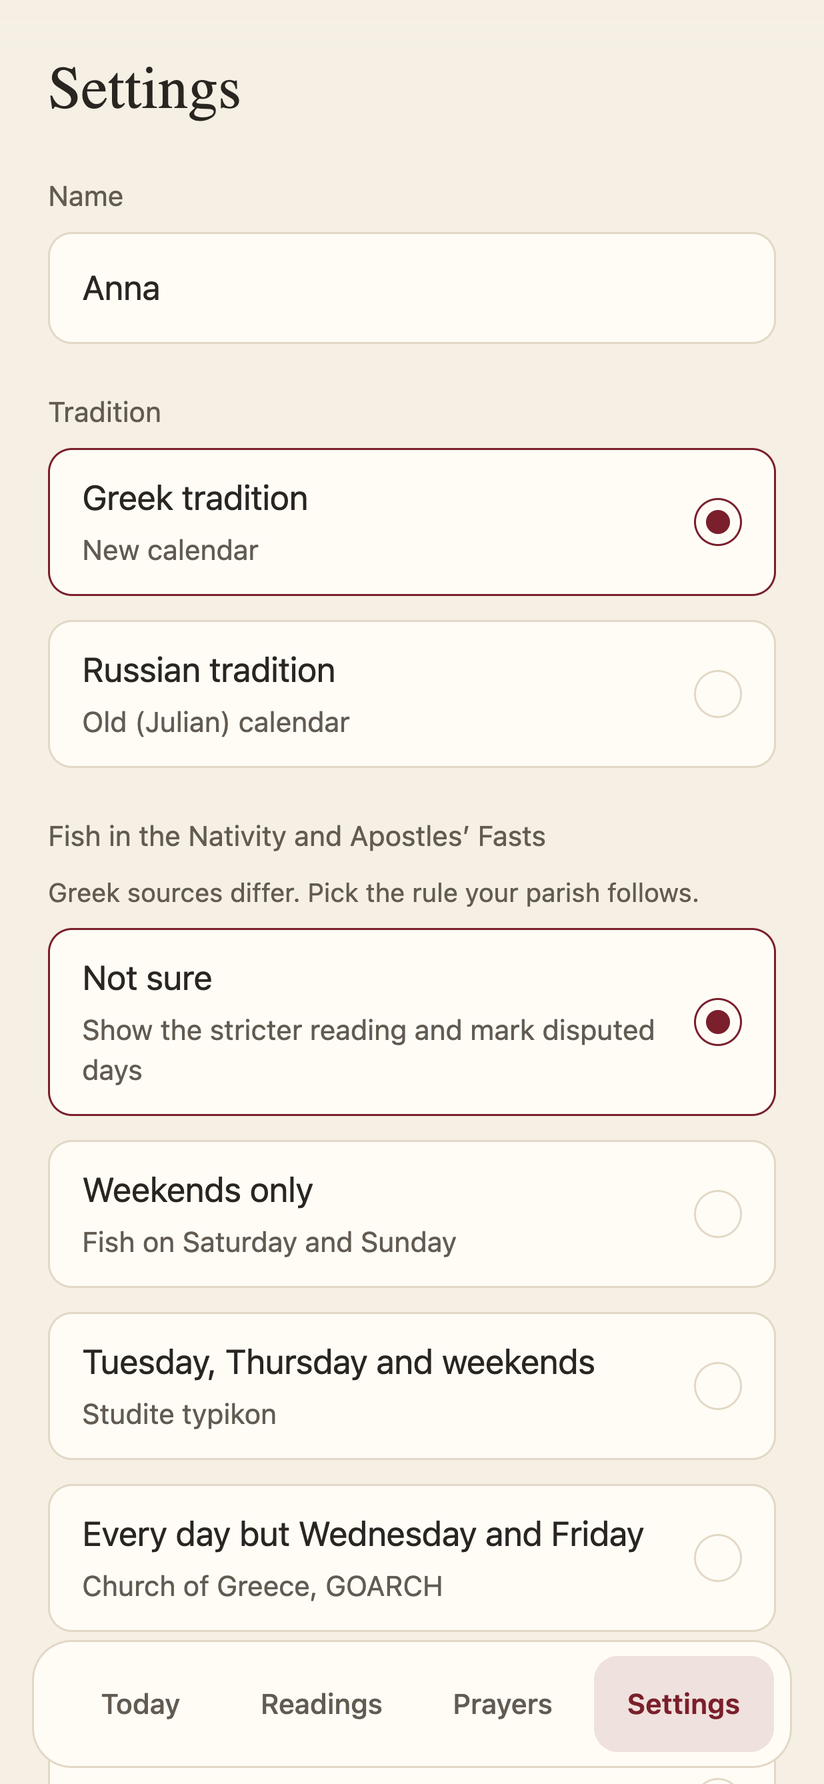 Settings
Name
Anna
Tradition
Greek tradition
New calendar
Russian tradition
Old (Julian) calendar
Fish in the Nativity and Apostles’ Fasts
Greek sources differ. Pick the rule your parish follows.
Not sure
Show the stricter reading and mark disputed
days
Weekends only
Fish on Saturday and Sunday
Tuesday, Thursday and weekends
Studite typikon
Every day but Wednesday and Friday
Church of Greece, GOARCH
Today Readings Prayers Settings